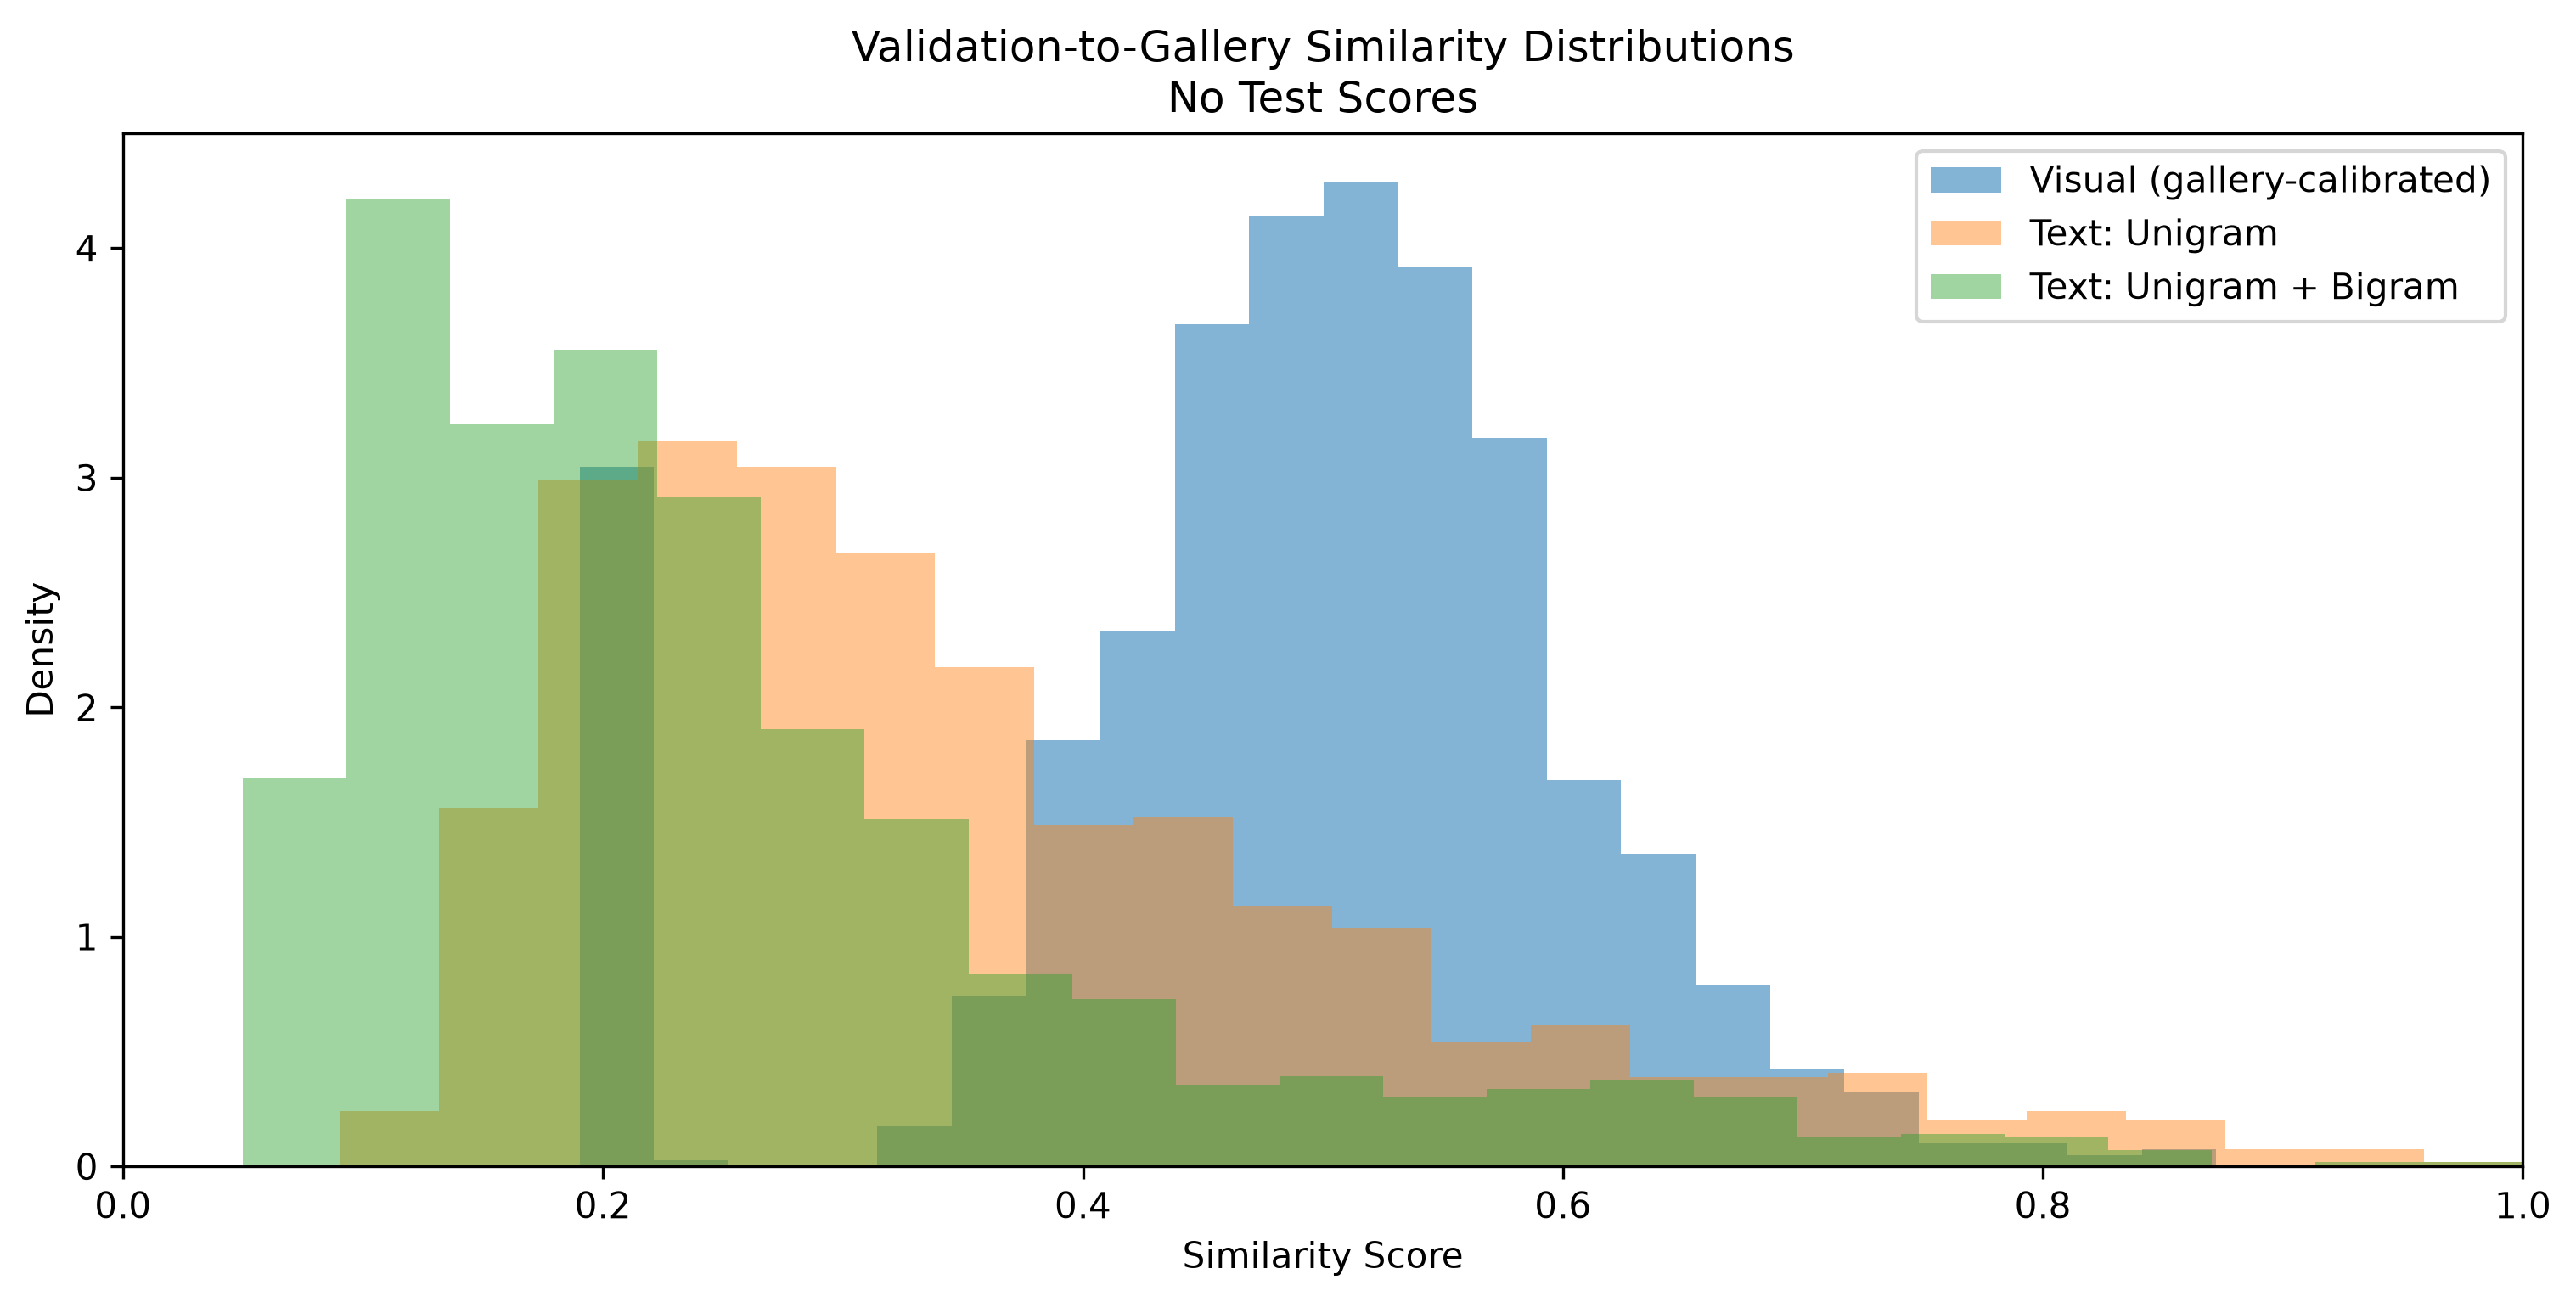 Validation-to-Gallery Similarity Distributions
No Test Scores
Visual (gallery-calibrated)
Text: Unigram
Text: Unigram + Bigram
Density
4
3
2
1
0
0.0 0.2 0.4 0.6 0.8 1.0
Similarity Score